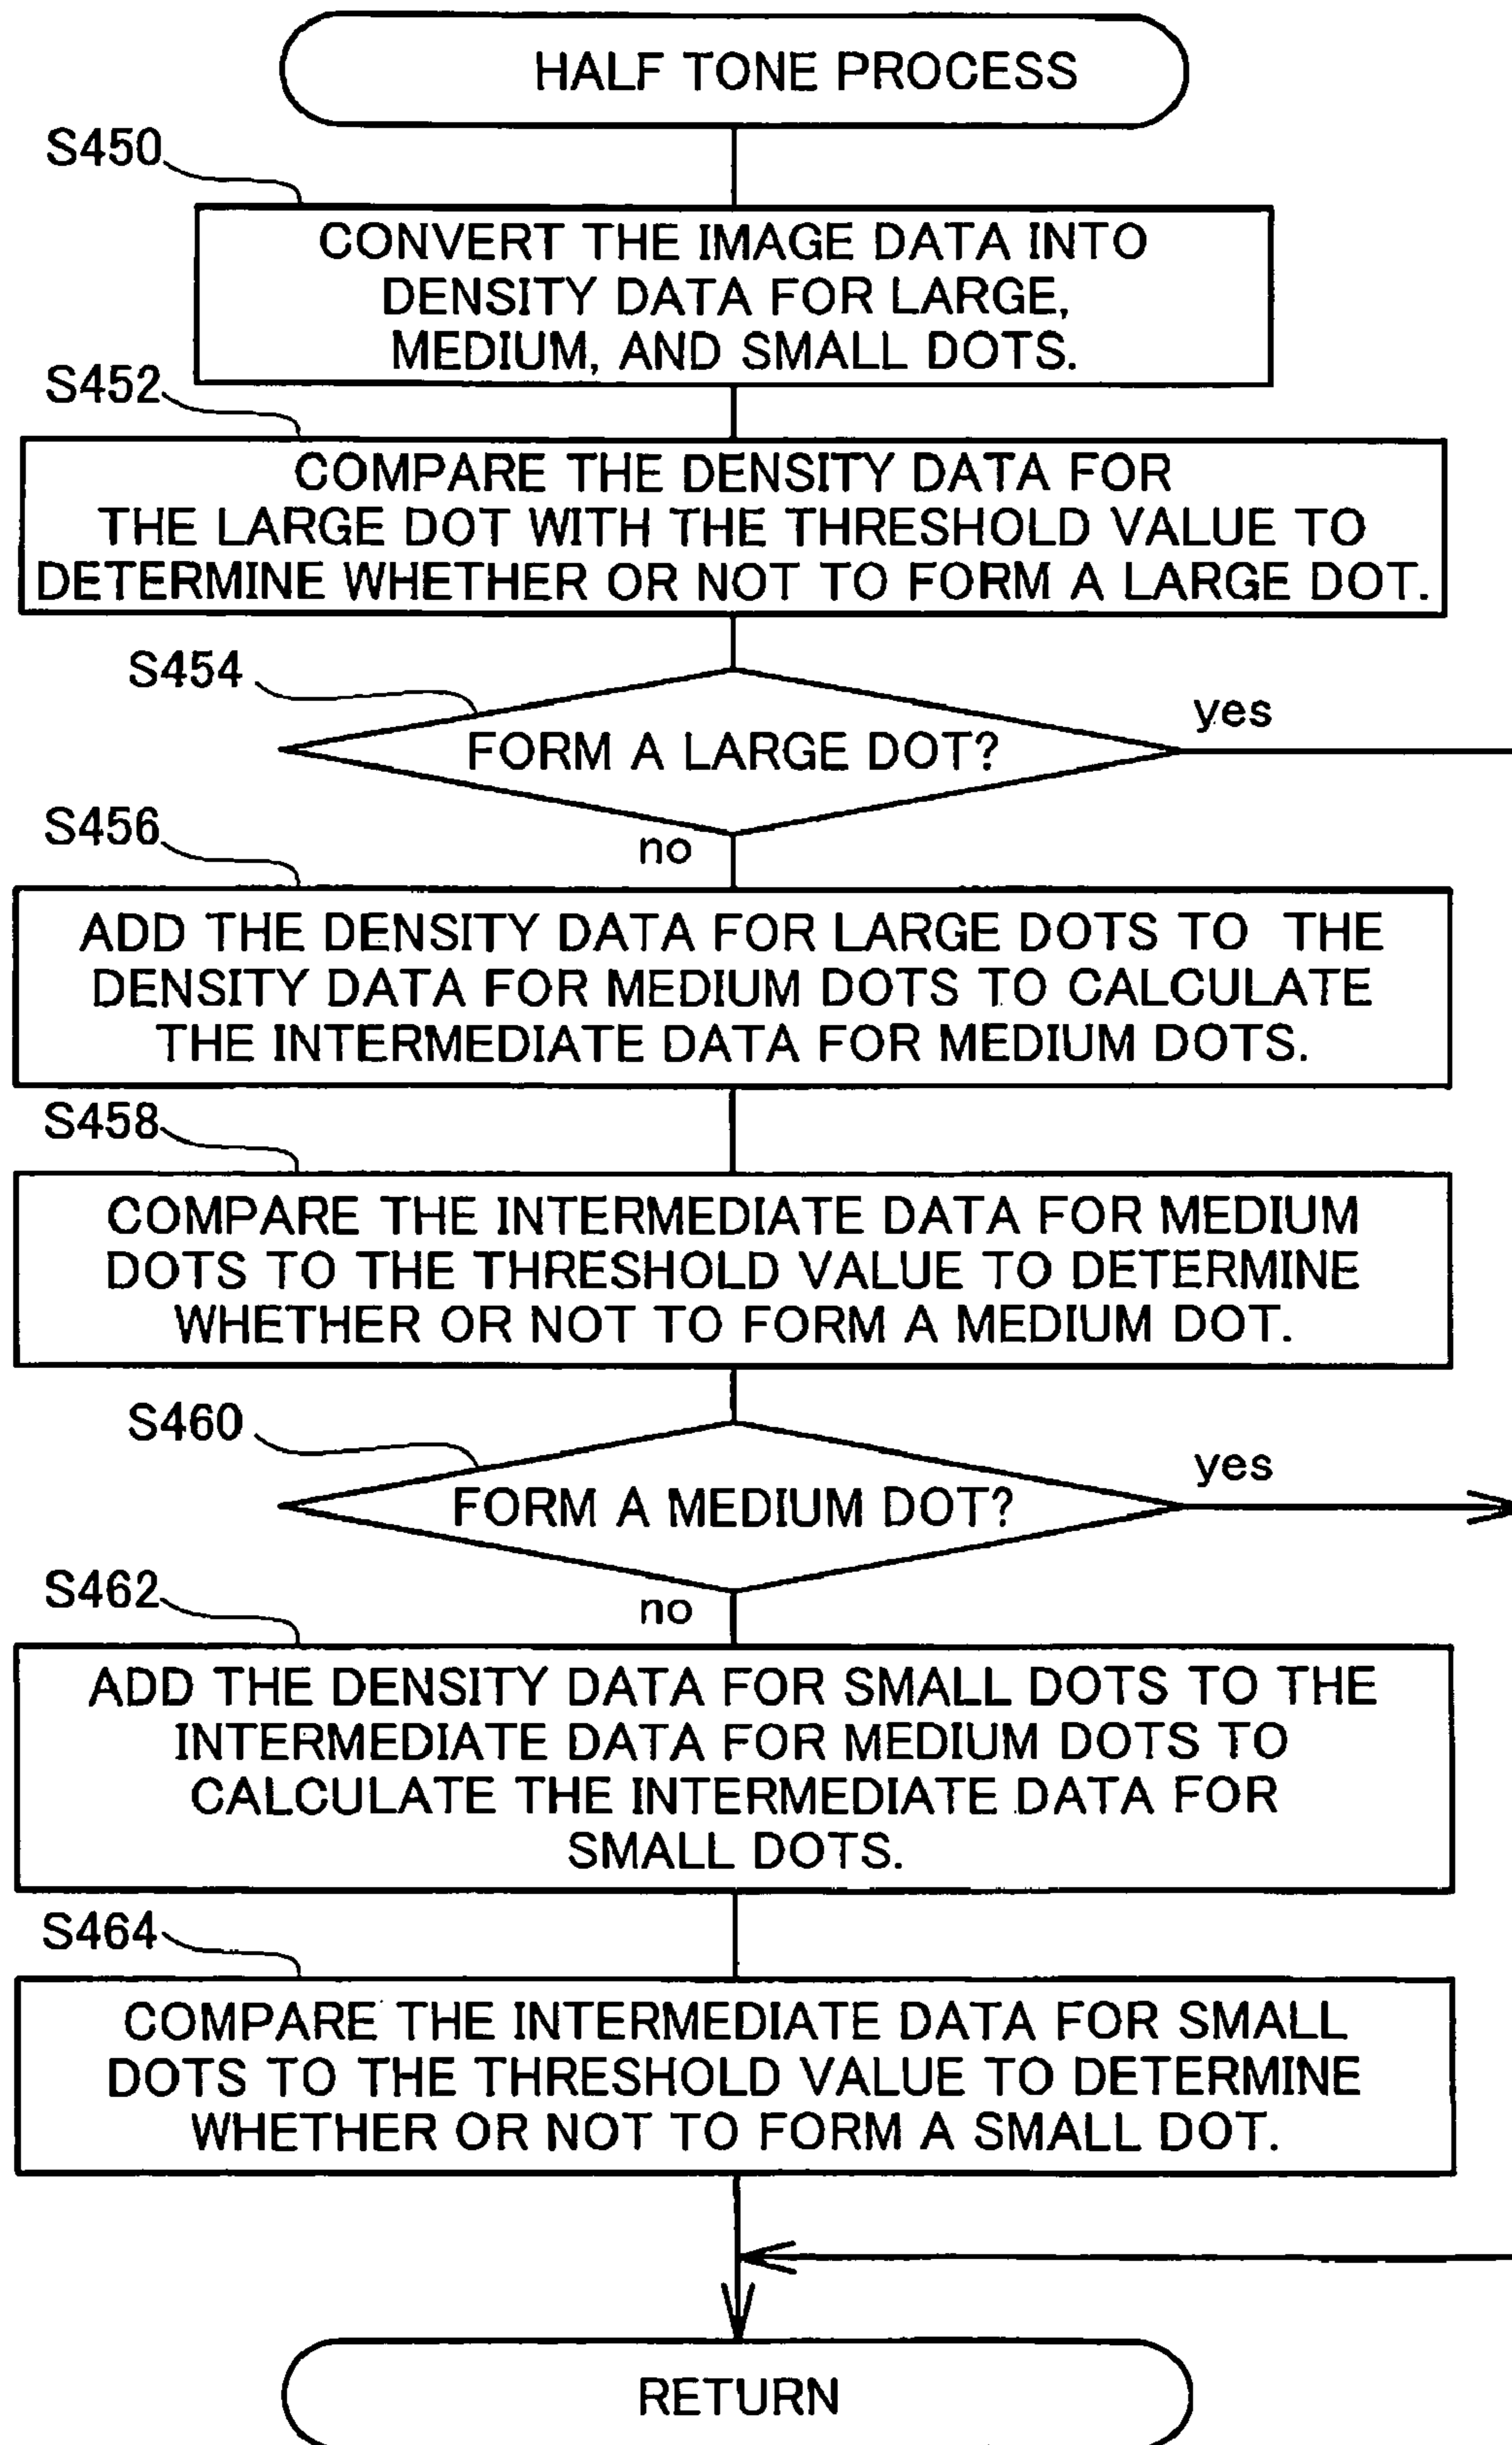 HALF TONE PROCESS
S450
CONVERT THE IMAGE DATA INTO
DENSITY DATA FOR LARGE,
MEDIUM, AND SMALL DOTS.
S452
COMPARE THE DENSITY DATA FOR
THE LARGE DOT WITH THE THRESHOLD VALUE TO
DETERMINE WHETHER OR NOT TO FORM A LARGE DOT.
S454
FORM A LARGE DOT?
yes
no
S456
ADD THE DENSITY DATA FOR LARGE DOTS TO THE
DENSITY DATA FOR MEDIUM DOTS TO CALCULATE
THE INTERMEDIATE DATA FOR MEDIUM DOTS.
S458
COMPARE THE INTERMEDIATE DATA FOR MEDIUM
DOTS TO THE THRESHOLD VALUE TO DETERMINE
WHETHER OR NOT TO FORM A MEDIUM DOT.
S460
FORM A MEDIUM DOT?
yes
no
S462
ADD THE DENSITY DATA FOR SMALL DOTS TO THE
INTERMEDIATE DATA FOR MEDIUM DOTS TO
CALCULATE THE INTERMEDIATE DATA FOR
SMALL DOTS.
S464
COMPARE THE INTERMEDIATE DATA FOR SMALL
DOTS TO THE THRESHOLD VALUE TO DETERMINE
WHETHER OR NOT TO FORM A SMALL DOT.
RETURN